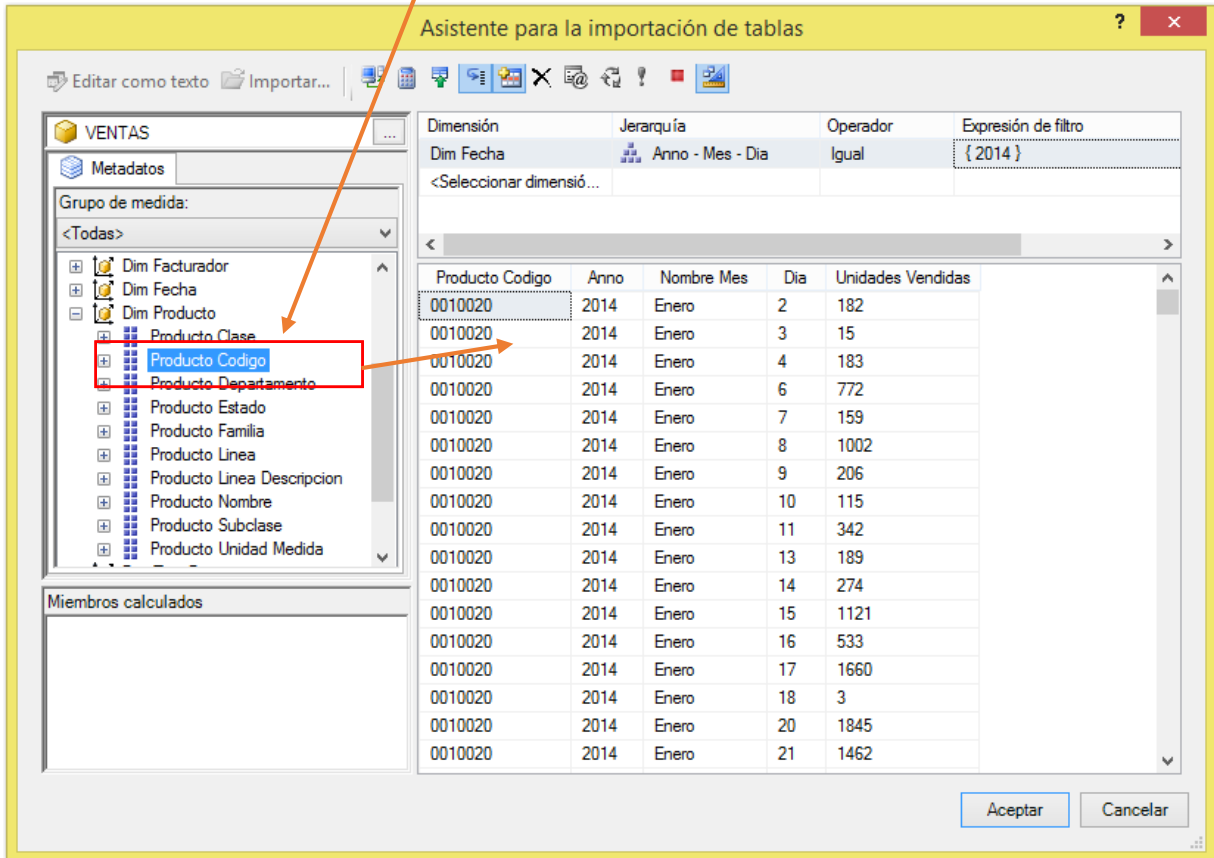 Asistente para la importación de tablas
Editar como texto Importar...
VENTAS ...
Metadatos
Grupo de medida:
<Todas>
Dim Facturador
Dim Fecha
Dim Producto
Producto Clase
Producto Codigo
Producto Departamento
Producto Estado
Producto Familia
Producto Linea
Producto Linea Descripcion
Producto Nombre
Producto Subclase
Producto Unidad Medida
Miembros calculados
Dimensión Jerarquía Operador Expresión de filtro
Dim Fecha Anno - Mes - Dia Igual { 2014 }
<Seleccionar dimensió...
Producto Codigo Anno Nombre Mes Dia Unidades Vendidas
0010020 2014 Enero 2 182
0010020 2014 Enero 3 15
0010020 2014 Enero 4 183
0010020 2014 Enero 6 772
0010020 2014 Enero 7 159
0010020 2014 Enero 8 1002
0010020 2014 Enero 9 206
0010020 2014 Enero 10 115
0010020 2014 Enero 11 342
0010020 2014 Enero 13 189
0010020 2014 Enero 14 274
0010020 2014 Enero 15 1121
0010020 2014 Enero 16 533
0010020 2014 Enero 17 1660
0010020 2014 Enero 18 3
0010020 2014 Enero 20 1845
0010020 2014 Enero 21 1462
Aceptar Cancelar